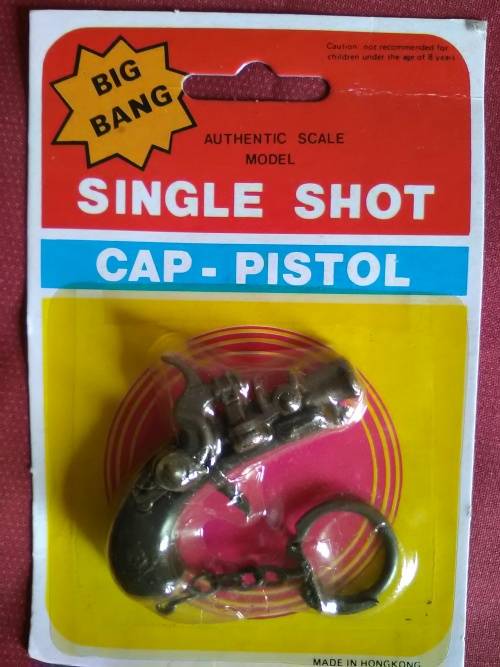 BIG
BANG
Caution: not recommended for
children under the age of 8 years
AUTHENTIC SCALE
MODEL
SINGLE SHOT
CAP - PISTOL
MADE IN HONGKONG